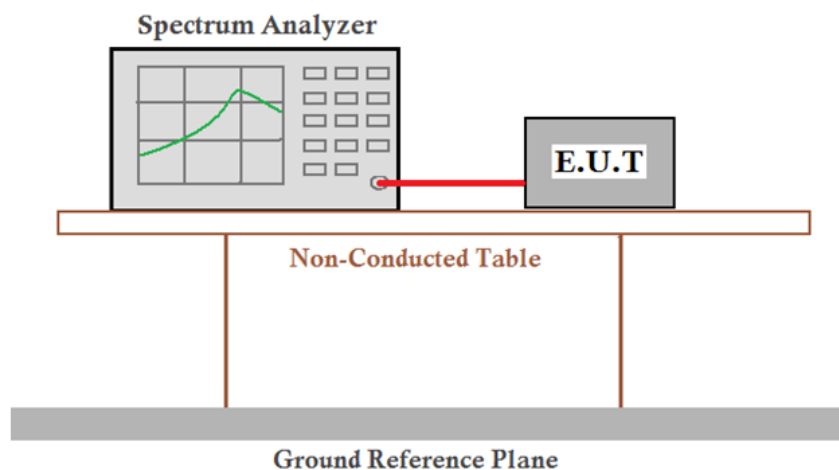 Spectrum Analyzer
E.U.T
Non-Conducted Table
Ground Reference Plane